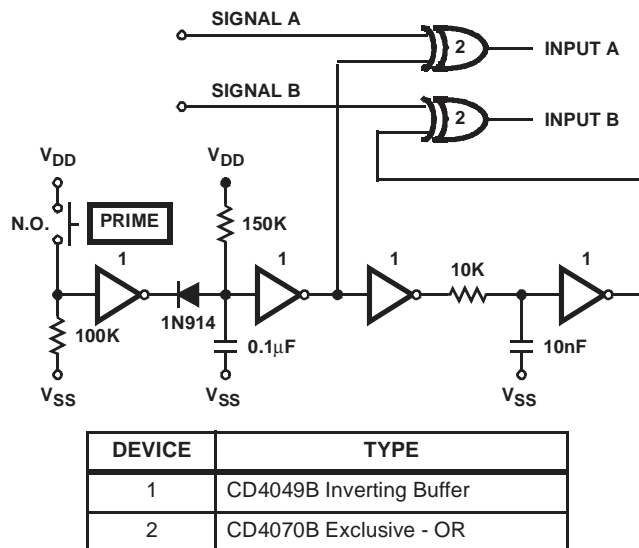 SIGNAL A
2
INPUT A
SIGNAL B
2
INPUT B
VDD
VDD
N.O.
PRIME
150K
1
1
1
10K
1
1N914
100K
0.1μF
10nF
VSS
VSS
VSS
DEVICE TYPE
1 CD4049B Inverting Buffer
2 CD4070B Exclusive - OR